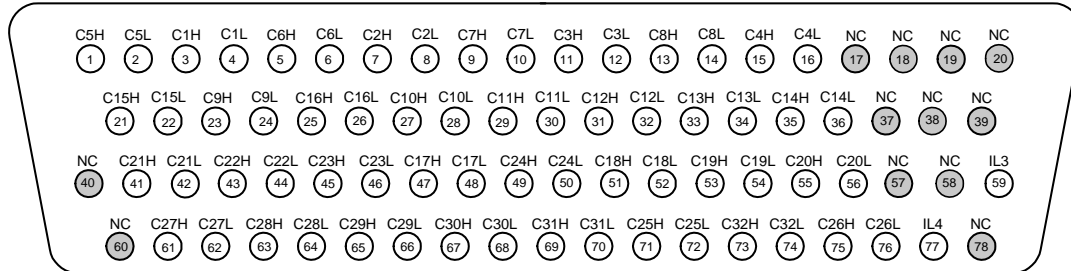 C5H C5L C1H C1L C6H C6L C2H C2L C7H C7L C3H C3L C8H C8L C4H C4L NC NC NC NC
1 2 3 4 5 6 7 8 9 10 11 12 13 14 15 16 17 18 19 20
C15H C15L C9H C9L C16H C16L C10H C10L C11H C11L C12H C12L C13H C13L C14H C14L NC NC NC
21 22 23 24 25 26 27 28 29 30 31 32 33 34 35 36 37 38 39
NC C21H C21L C22H C22L C23H C23L C17H C17L C24H C24L C18H C18L C19H C19L C20H C20L NC NC IL3
40 41 42 43 44 45 46 47 48 49 50 51 52 53 54 55 56 57 58 59
NC C27H C27L C28H C28L C29H C29L C30H C30L C31H C31L C25H C25L C32H C32L C26H C26L IL4 NC
60 61 62 63 64 65 66 67 68 69 70 71 72 73 74 75 76 77 78